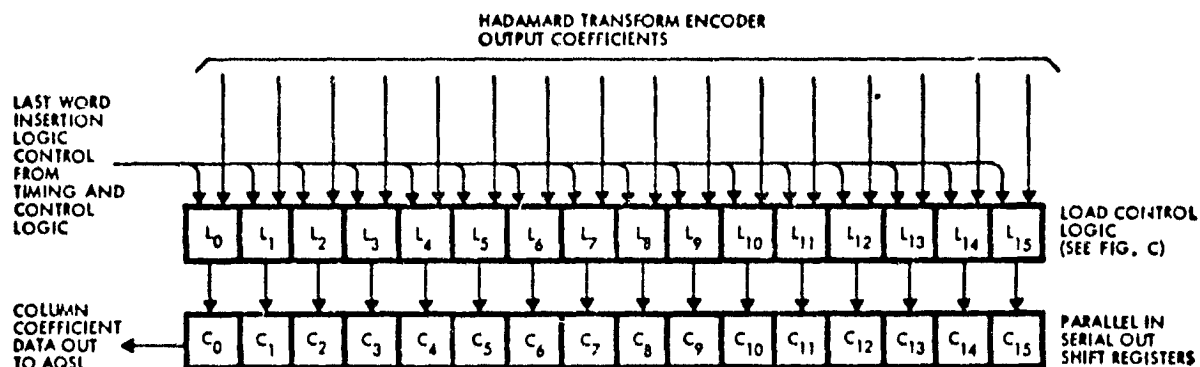 HADAMARD TRANSFORM ENCODER
OUTPUT COEFFICIENTS
LAST WORD
INSERTION
LOGIC
CONTROL
FROM
TIMING AND
CONTROL
LOGIC
L0 L1 L2 L3 L4 L5 L6 L7 L8 L9 L10 L11 L12 L13 L14 L15
LOAD CONTROL
LOGIC
(SEE FIG. C)
COLUMN
COEFFICIENT
DATA OUT
TO AQSL
C0 C1 C2 C3 C4 C5 C6 C7 C8 C9 C10 C11 C12 C13 C14 C15
PARALLEL IN
SERIAL OUT
SHIFT REGISTERS